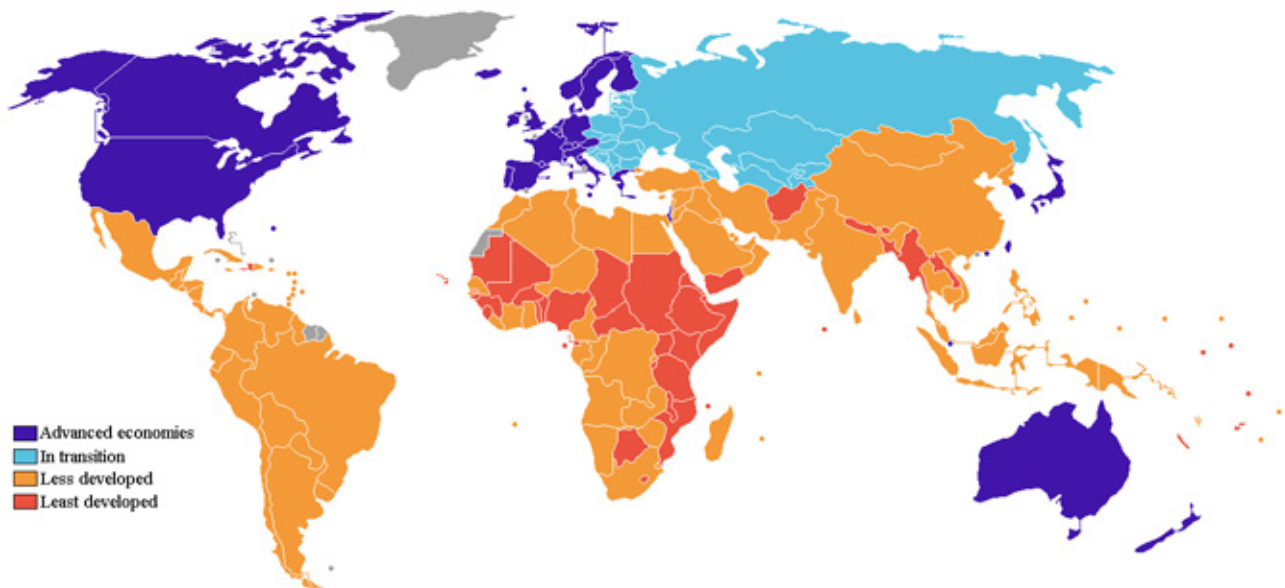 Advanced economies
In transition
Less developed
Least developed